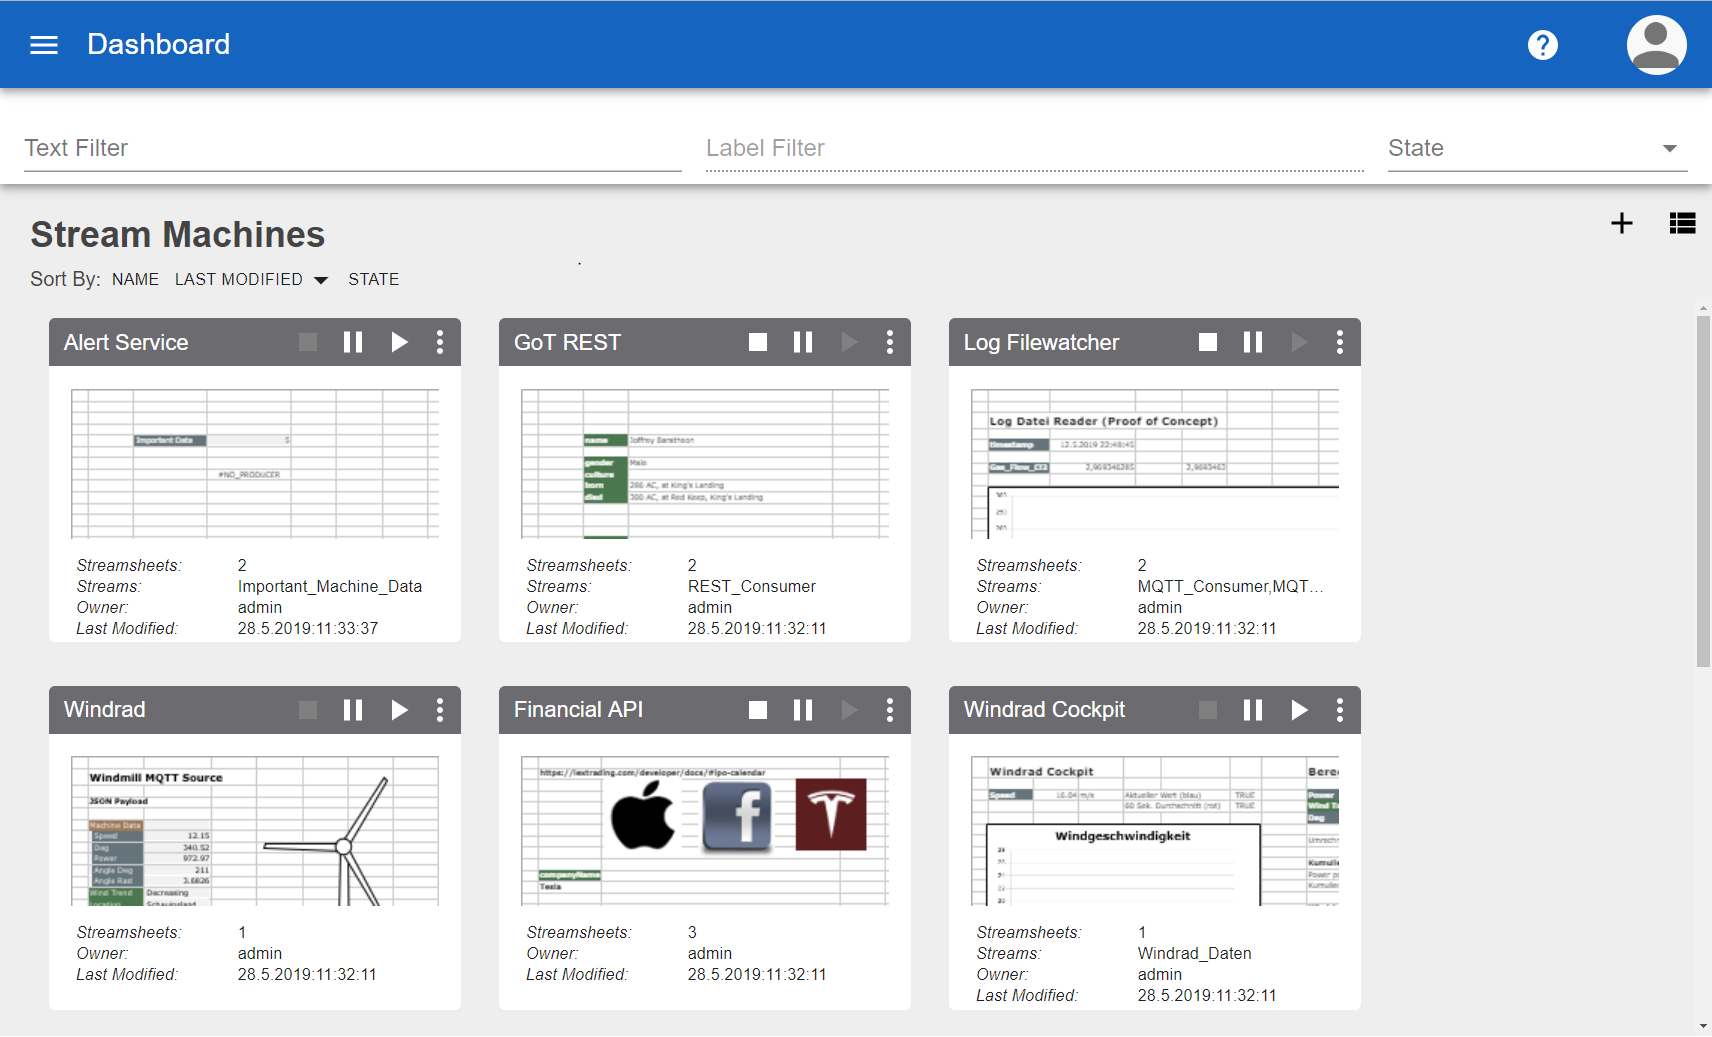 Dashboard
?
Text Filter
Label Filter
State
Stream Machines
Sort By: NAME LAST MODIFIED STATE
Alert Service
Important Data 5
#NO_PRODUCER
Streamsheets: 2
Streams: Important_Machine_Data
Owner: admin
Last Modified: 28.5.2019:11:33:37
GoT REST
name Joffrey Baratheon
gender Male
culture
born 286 AC, at King's Landing
died 300 AC, at Red Keep, King's Landing
Streamsheets: 2
Streams: REST_Consumer
Owner: admin
Last Modified: 28.5.2019:11:32:11
Log Filewatcher
Log Datei Reader (Proof of Concept)
timestamp 12.5.2019 22:48:45
Gas_Flow_Cl2 2,969346285 2,9693463
300
250
200
Streamsheets: 2
Streams: MQTT_Consumer,MQT...
Owner: admin
Last Modified: 28.5.2019:11:32:11
Windrad
Windmill MQTT Source
JSON Payload
Machine Data
Speed 12.15
Deg 340.52
Power 972.97
Angle Deg 211
Angle Rad 3.6826
Wind Trend Decreasing
Location Schauinsland
Streamsheets: 1
Owner: admin
Last Modified: 28.5.2019:11:32:11
Financial API
https://iextrading.com/developer/docs/#ipo-calendar
f
T
companyName
Tesla
Streamsheets: 3
Owner: admin
Last Modified: 28.5.2019:11:32:11
Windrad Cockpit
Windrad Cockpit Bere
Speed 16.04 m/s Aktueller Wert (blau) TRUE Power
60 Sek. Durchschnitt (rot) TRUE Wind T
Deg
Windgeschwindigkeit
Umrech
Kumulie
Power p
Kumulie
Streamsheets: 1
Streams: Windrad_Daten
Owner: admin
Last Modified: 28.5.2019:11:32:11